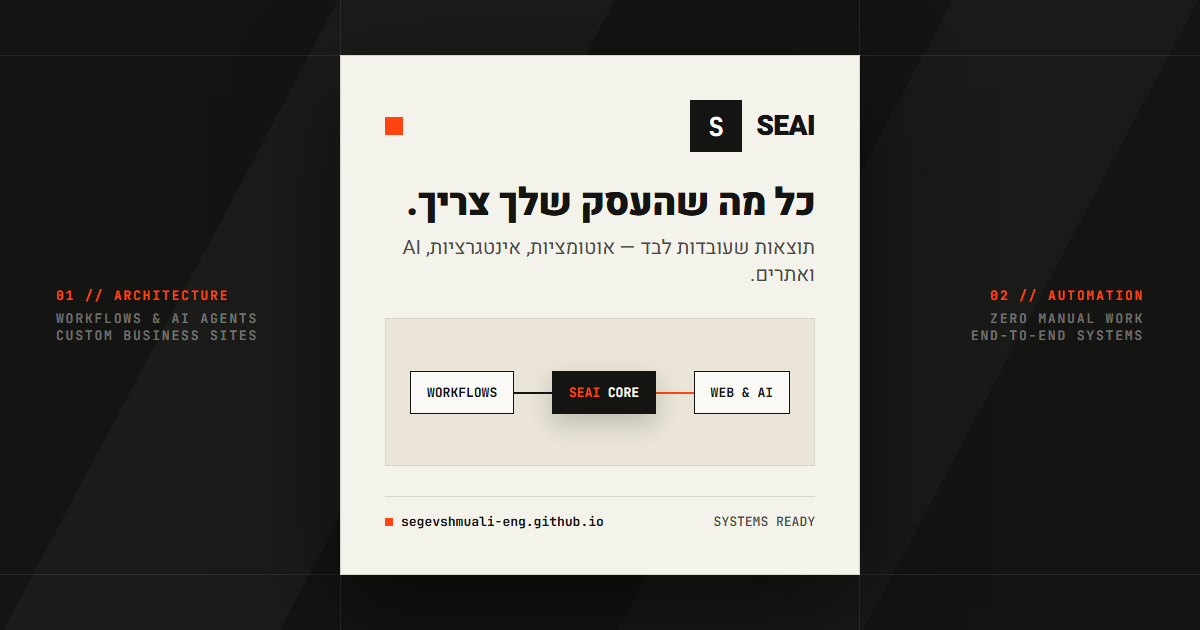 S SEAI
כל מה שהעסק שלך צריך.
תוצאות שעובדות לבד — אוטומציות, אינטגרציות, AI
ואתרים.
01 // ARCHITECTURE
WORKFLOWS & AI AGENTS
CUSTOM BUSINESS SITES
02 // AUTOMATION
ZERO MANUAL WORK
END-TO-END SYSTEMS
WORKFLOWS
SEAI CORE
WEB & AI
segevshmuali-eng.github.io
SYSTEMS READY